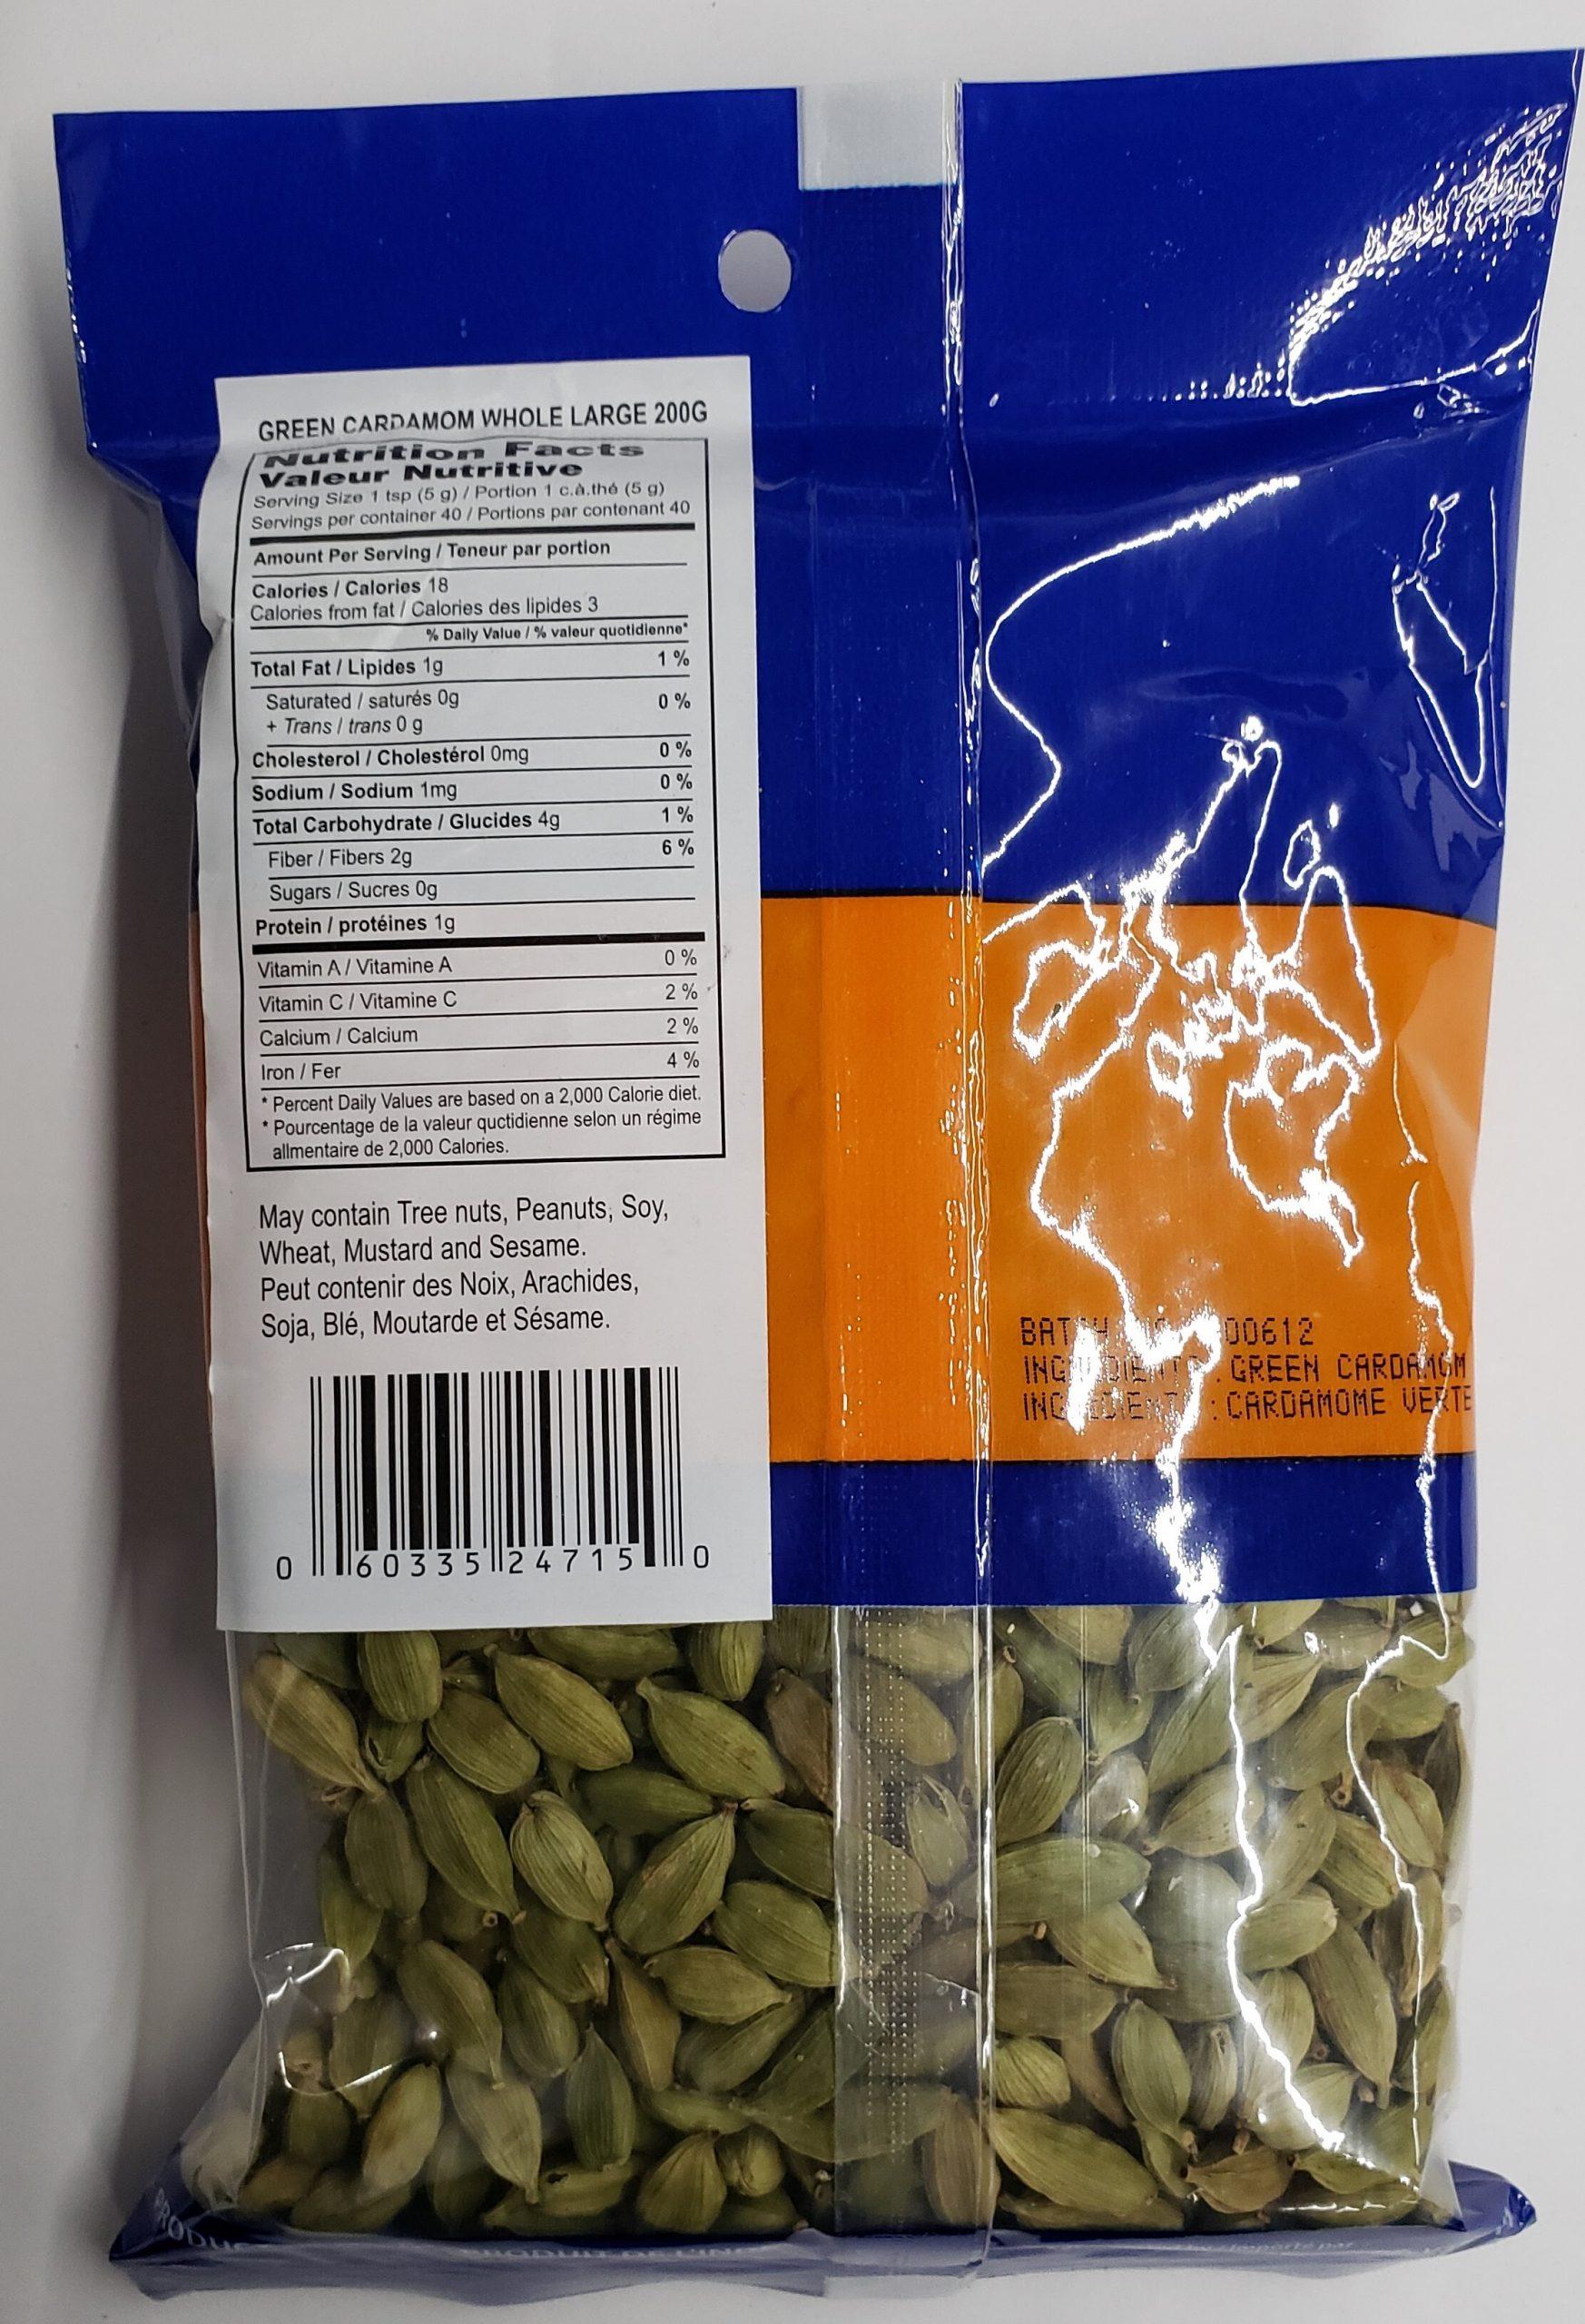 GREEN CARDAMOM WHOLE LARGE 200G
Nutrition Facts
Valeur Nutritive
Serving Size 1 tsp (5 g) / Portion 1 c.à.thé (5 g)
Servings per container 40 / Portions par contenant 40
Amount Per Serving / Teneur par portion
Calories / Calories 18
Calories from fat / Calories des lipides 3
% Daily Value / % valeur quotidienne*
Total Fat / Lipides 1g 1 %
Saturated / saturés 0g 0 %
+ Trans / trans 0 g
Cholesterol / Cholestérol 0mg 0 %
Sodium / Sodium 1mg 0 %
Total Carbohydrate / Glucides 4g 1 %
Fiber / Fibers 2g 6 %
Sugars / Sucres 0g
Protein / protéines 1g
Vitamin A / Vitamine A 0 %
Vitamin C / Vitamine C 2 %
Calcium / Calcium 2 %
Iron / Fer 4 %
* Percent Daily Values are based on a 2,000 Calorie diet.
* Pourcentage de la valeur quctidienne selon un régime
allmentaire de 2,000 Calories.
May contain Tree nuts, Peanuts, Soy,
Wheat, Mustard and Sesame.
Peut contenir des Noix, Arachides,
Soja, Blé, Moutarde et Sésame.
0 60335 24715 0
00612
GREEN CARDAMOM
: CARDAMOME VERTE